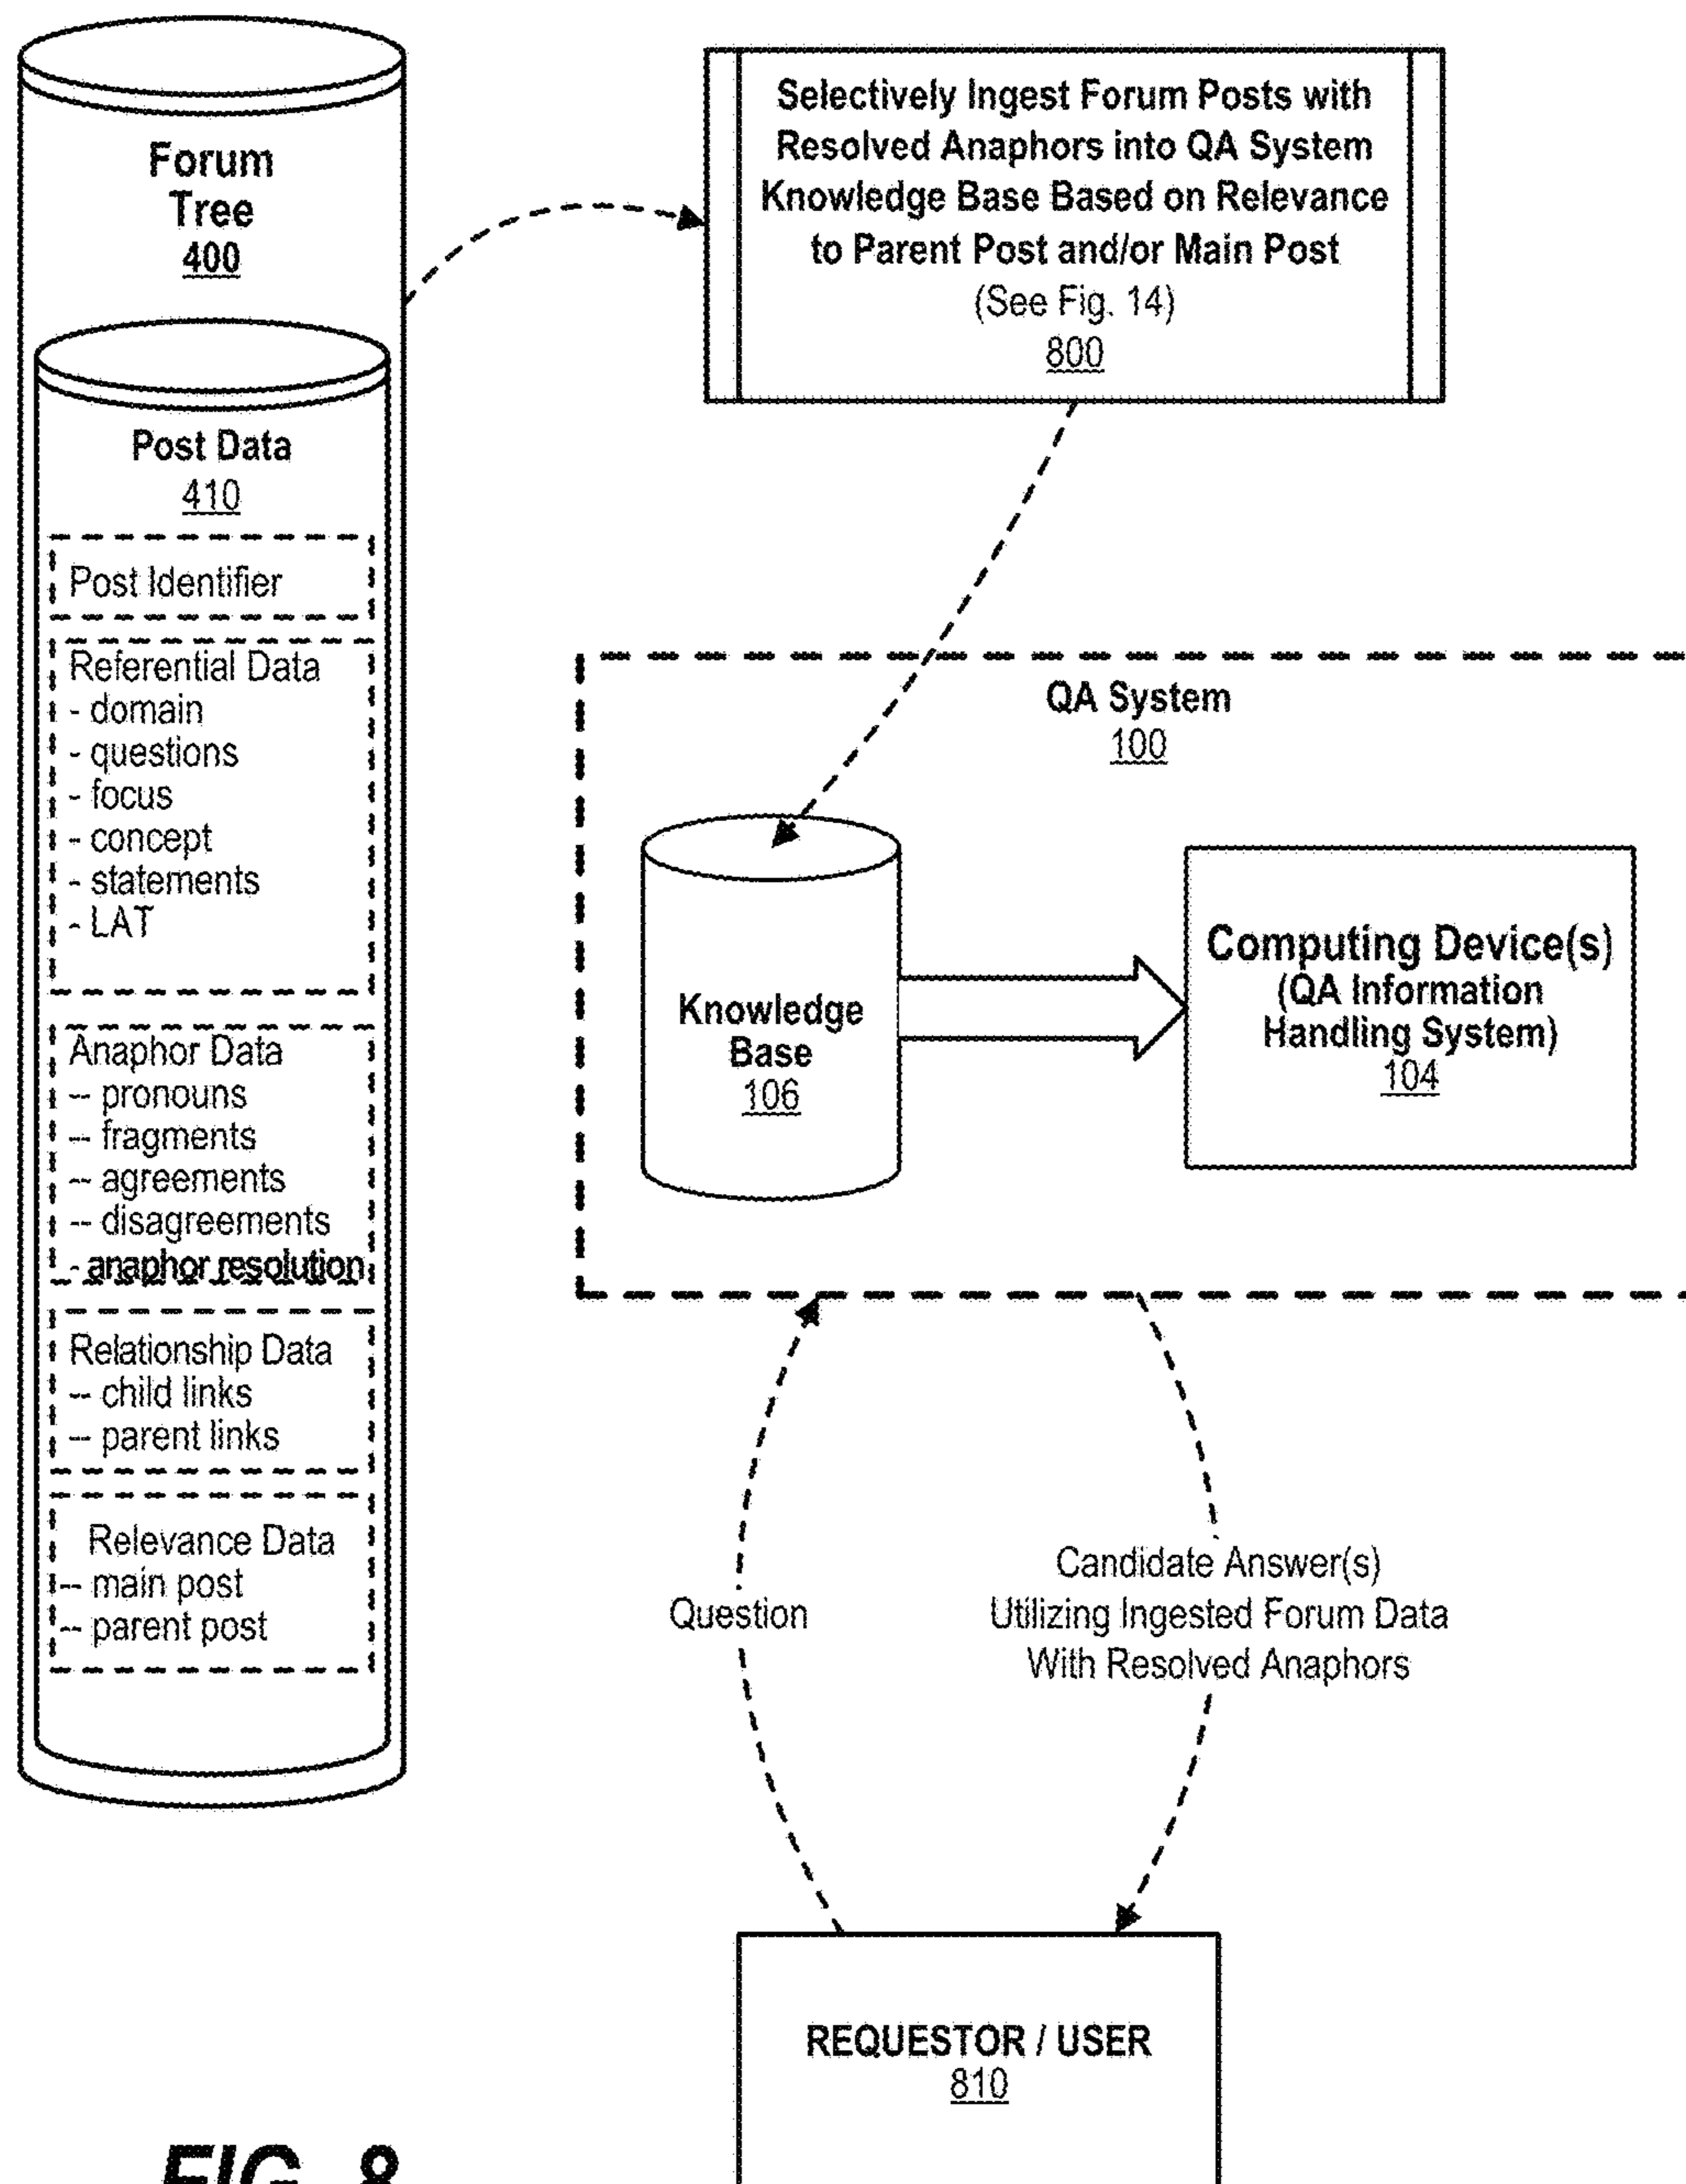 Forum
Tree
400
Post Data
410
Post Identifier
Referential Data
- domain
- questions
- focus
- concept
- statements
- LAT
Anaphor Data
-- pronouns
-- fragments
-- agreements
-- disagreements
- anaphor resolution
Relationship Data
-- child links
-- parent links
Relevance Data
-- main post
-- parent post
Selectively Ingest Forum Posts with
Resolved Anaphors into QA System
Knowledge Base Based on Relevance
to Parent Post and/or Main Post
(See Fig. 14)
800
QA System
100
Knowledge
Base
106
Computing Device(s)
(QA Information
Handling System)
104
Question
Candidate Answer(s)
Utilizing Ingested Forum Data
With Resolved Anaphors
REQUESTOR / USER
810
FIG. 8